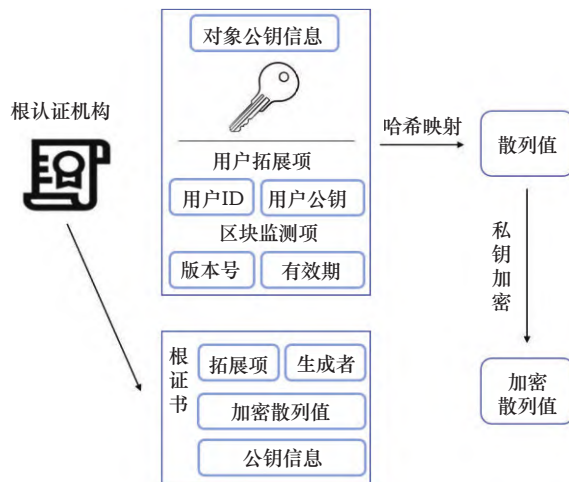 对象公钥信息
根认证机构
哈希映射
散列值
用户拓展项
用户ID
用户公钥
区块监测项
版本号
有效期
私钥加密
根证书
拓展项
生成者
加密散列值
公钥信息
加密
散列值